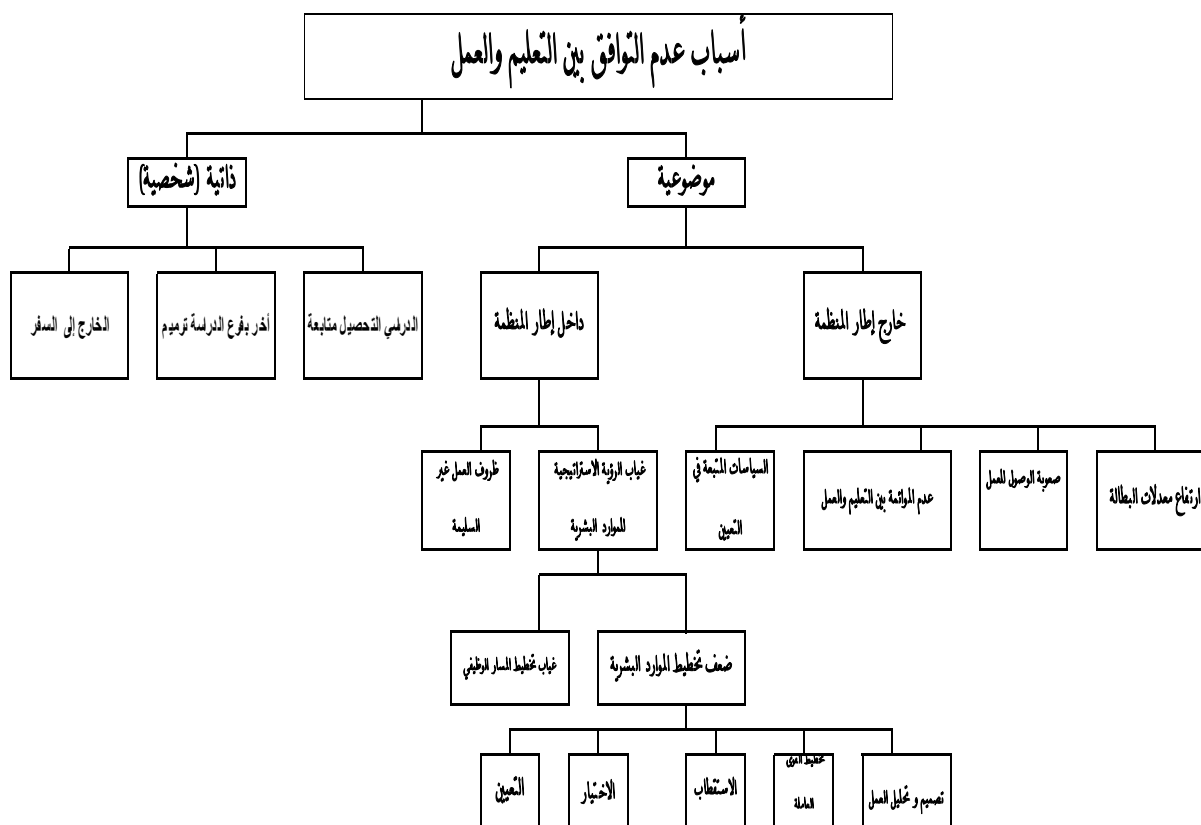 أسباب عدم التوافق بين التعليم والعمل
موضوعية
ذاتية (شخصية)
خارج إطار المنظمة
داخل إطار المنظمة
الدرسي التحصيل متابعة
أخر بفرع الدراسة ترميم
الخارج إلى السفر
ارتفاع معدلات البطالة
صعوبة الوصول للعمل
عدم الموائمة بين التعليم والعمل
السياسات المتبعة في
التعيين
غياب الرؤية الاستراتيجية
للموارد البشرية
ظروف العمل غير
السليمة
ضعف تخطيط الموارد البشرية
غياب تخطيط المسار الوظيفي
تصميم و تحليل العمل
تخطيط القوى
العاملة
الاستقطاب
الاختيار
التعيين